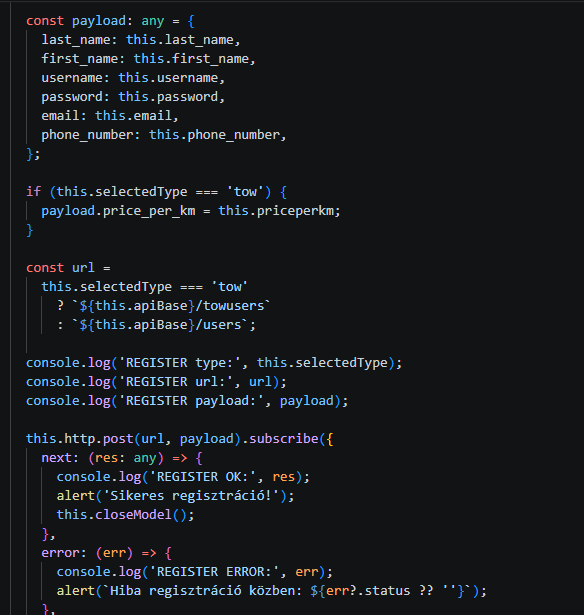 const payload: any = {
last_name: this.last_name,
first_name: this.first_name,
username: this.username,
password: this.password,
email: this.email,
phone_number: this.phone_number,
};
if (this.selectedType === 'tow') {
payload.price_per_km = this.priceperkm;
}
const url =
this.selectedType === 'tow'
? `${this.apiBase}/towusers`
: `${this.apiBase}/users`;
console.log('REGISTER type:', this.selectedType);
console.log('REGISTER url:', url);
console.log('REGISTER payload:', payload);
this.http.post(url, payload).subscribe({
next: (res: any) => {
console.log('REGISTER OK:', res);
alert('Sikeres regisztráció!');
this.closeModel();
},
error: (err) => {
console.log('REGISTER ERROR:', err);
alert(`Hiba regisztráció közben: ${err?.status ?? ''}`);
},